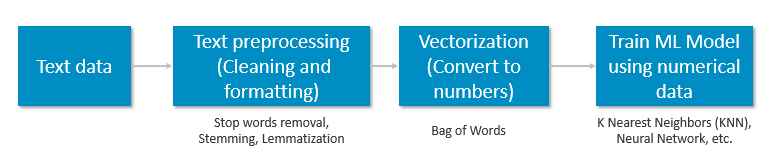 Text data
Text preprocessing
(Cleaning and
formatting)
Vectorization
(Convert to
numbers)
Train ML Model
using numerical
data
Stop words removal,
Stemming, Lemmatization
Bag of Words
K Nearest Neighbors (KNN),
Neural Network, etc.